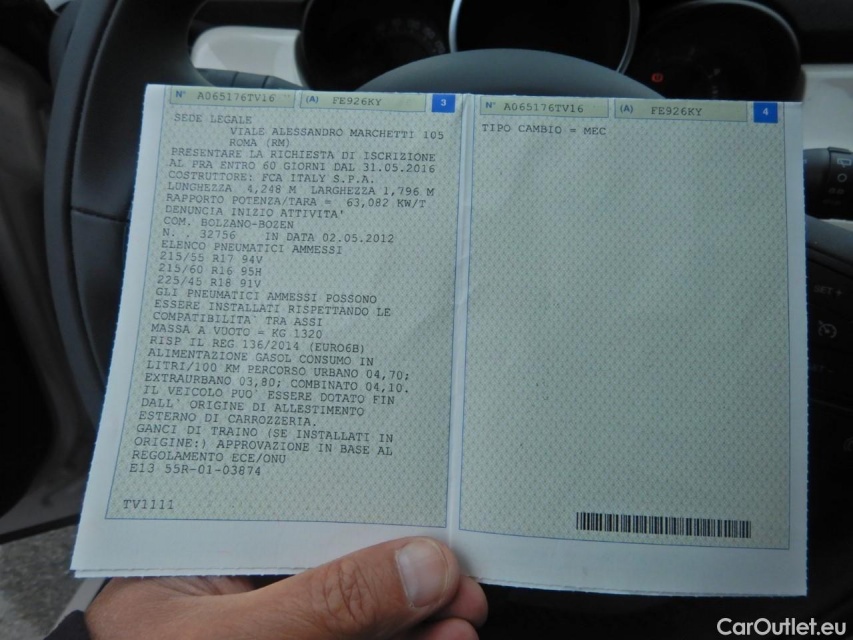 N° A065176TV16 (A) FE926KY 3
SEDE LEGALE
VIALE ALESSANDRO MARCHETTI 105
ROMA (RM)
PRESENTARE LA RICHIESTA DI ISCRIZIONE
AL PRA ENTRO 60 GIORNI DAL 31.05.2016
COSTRUTTORE: FCA ITALY S.P.A.
LUNGHEZZA 4,248 M LARGHEZZA 1,796 M
RAPPORTO POTENZA/TARA = 63,082 KW/T
DENUNCIA INIZIO ATTIVITA'
COM. BOLZANO-BOZEN
N. . 32756 IN DATA 02.05.2012
ELENCO PNEUMATICI AMMESSI
215/55 R17 94V
215/60 R16 95H
225/45 R18 91V
GLI PNEUMATICI AMMESSI POSSONO
ESSERE INSTALLATI RISPETTANDO LE
COMPATIBILITA` TRA ASSI
MASSA A VUOTO = KG 1320
RISP IL REG 136/2014 (EURO6B)
ALIMENTAZIONE GASOL CONSUMO IN
LITRI/100 KM PERCORSO URBANO 04,70;
EXTRAURBANO 03,80; COMBINATO 04,10.
IL VEICOLO PUO' ESSERE DOTATO FIN
DALL' ORIGINE DI ALLESTIMENTO
ESTERNO DI CARROZZERIA.
GANCI DI TRAINO (SE INSTALLATI IN
ORIGINE:) APPROVAZIONE IN BASE AL
REGOLAMENTO ECE/ONU
E13 55R-01-03874
TV1111
N° A065176TV16 (A) FE926KY 4
TIPO CAMBIO = MEC
SET +
CarOutlet.eu